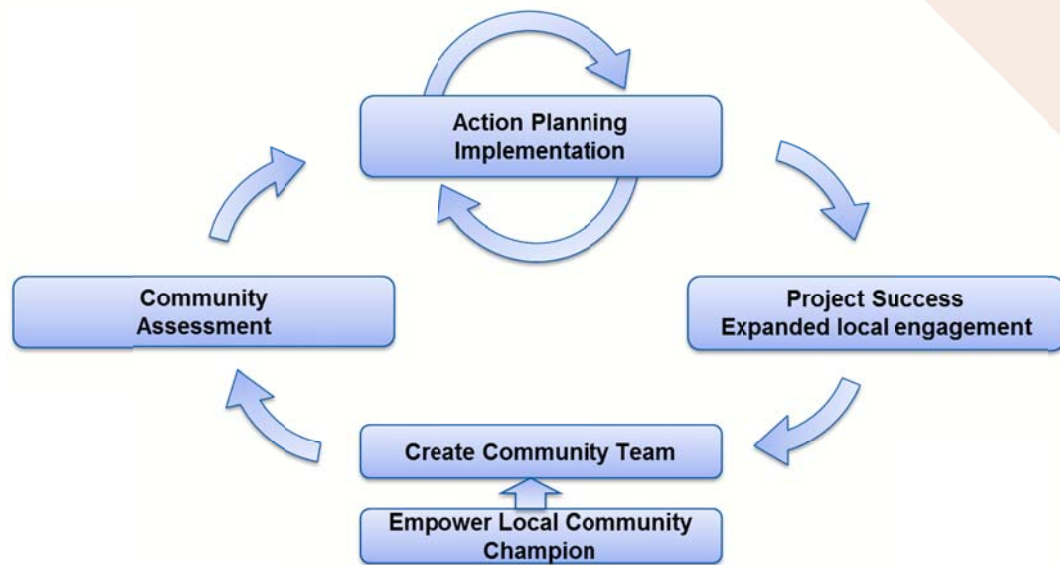 Action Planning
Implementation
Community
Assessment
Project Success
Expanded local engagement
Create Community Team
Empower Local Community
Champion